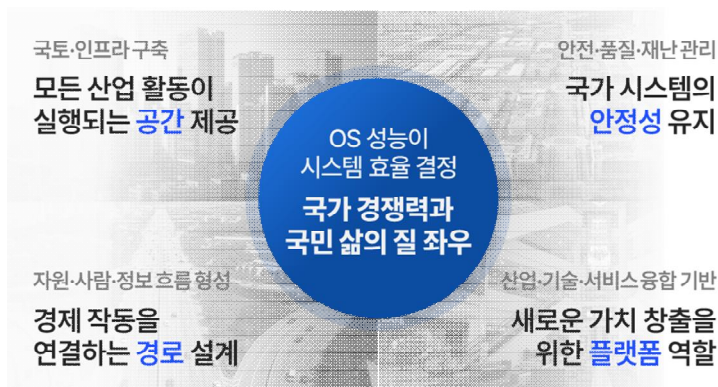 국토·인프라 구축
모든 산업 활동이
실행되는 공간 제공
안전·품질·재난 관리
국가 시스템의
안정성 유지
OS 성능이
시스템 효율 결정
국가 경쟁력과
국민 삶의 질 좌우
자원·사람·정보 흐름 형성
경제 작동을
연결하는 경로 설계
산업·기술·서비스 융합 기반
새로운 가치 창출을
위한 플랫폼 역할